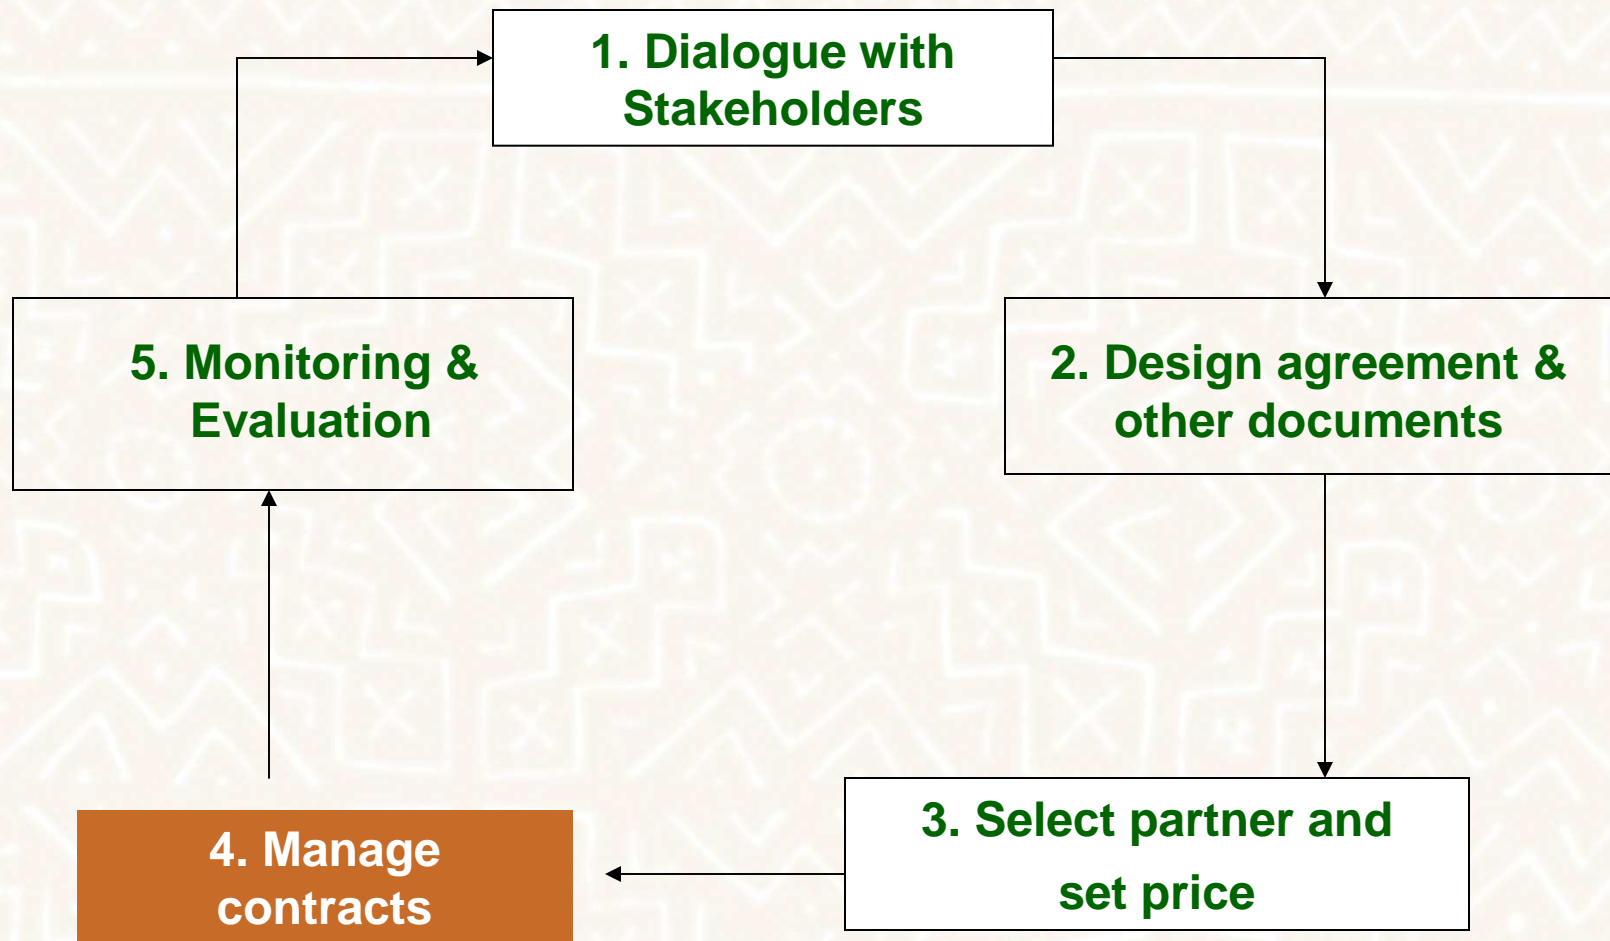 1. Dialogue with
Stakeholders
2. Design agreement &
other documents
3. Select partner and
set price
4. Manage
contracts
5. Monitoring &
Evaluation